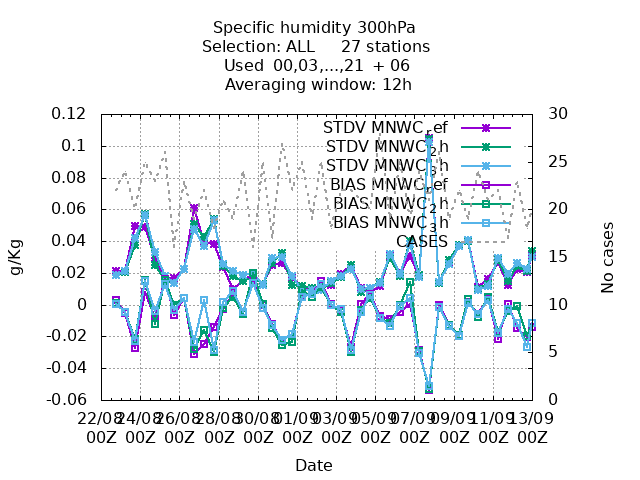 Specific humidity 300hPa
Selection: ALL 27 stations
Used 00,03,...,21 + 06
Averaging window: 12h
0.12
0.1
0.08
0.06
0.04
0.02
0
-0.02
-0.04
-0.06
g/Kg
30
25
20
15
10
5
0
No cases
STDV MNWC_ref
STDV MNWC_2h
STDV MNWC_3h
BIAS MNWC_ref
BIAS MNWC_2h
BIAS MNWC_3h
CASES
22/08 24/08 26/08 28/08 30/08 01/09 03/09 05/09 07/09 09/09 11/09 13/09
00Z 00Z 00Z 00Z 00Z 00Z 00Z 00Z 00Z 00Z 00Z 00Z
Date